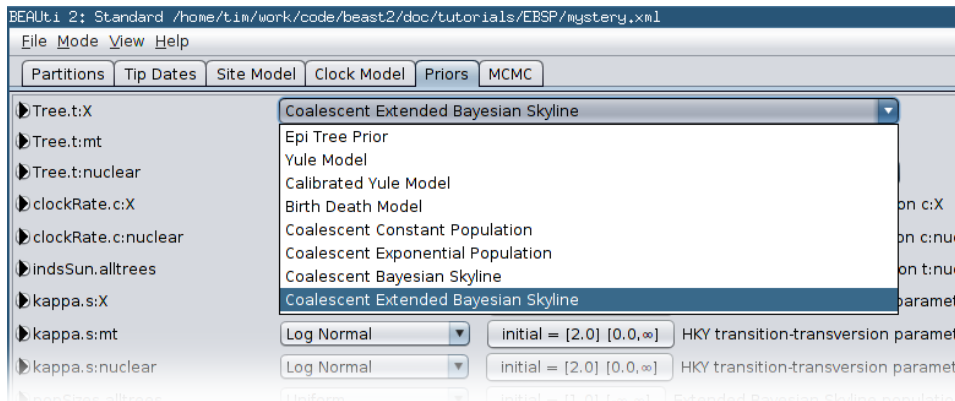 BEAUti 2: Standard /home/tim/work/code/beast2/doc/tutorials/EBSP/mystery.xml
File Mode View Help
Partitions Tip Dates Site Model Clock Model Priors MCMC
Tree.t:X Coalescent Extended Bayesian Skyline
Tree.t:mt Epi Tree Prior
Yule Model
Tree.t:nuclear
Calibrated Yule Model
clockRate.c:X Birth Death Model on c:X
Coalescent Constant Population
clockRate.c:nuclear on c:nu
Coalescent Exponential Population
indsSun.alltrees Coalescent Bayesian Skyline on t:nu
kappa.s:X Coalescent Extended Bayesian Skyline paramet
kappa.s:mt Log Normal initial = [2.0] [0.0,∞] HKY transition-transversion paramet
kappa.s:nuclear Log Normal initial = [2.0] [0.0,∞] HKY transition-transversion paramet